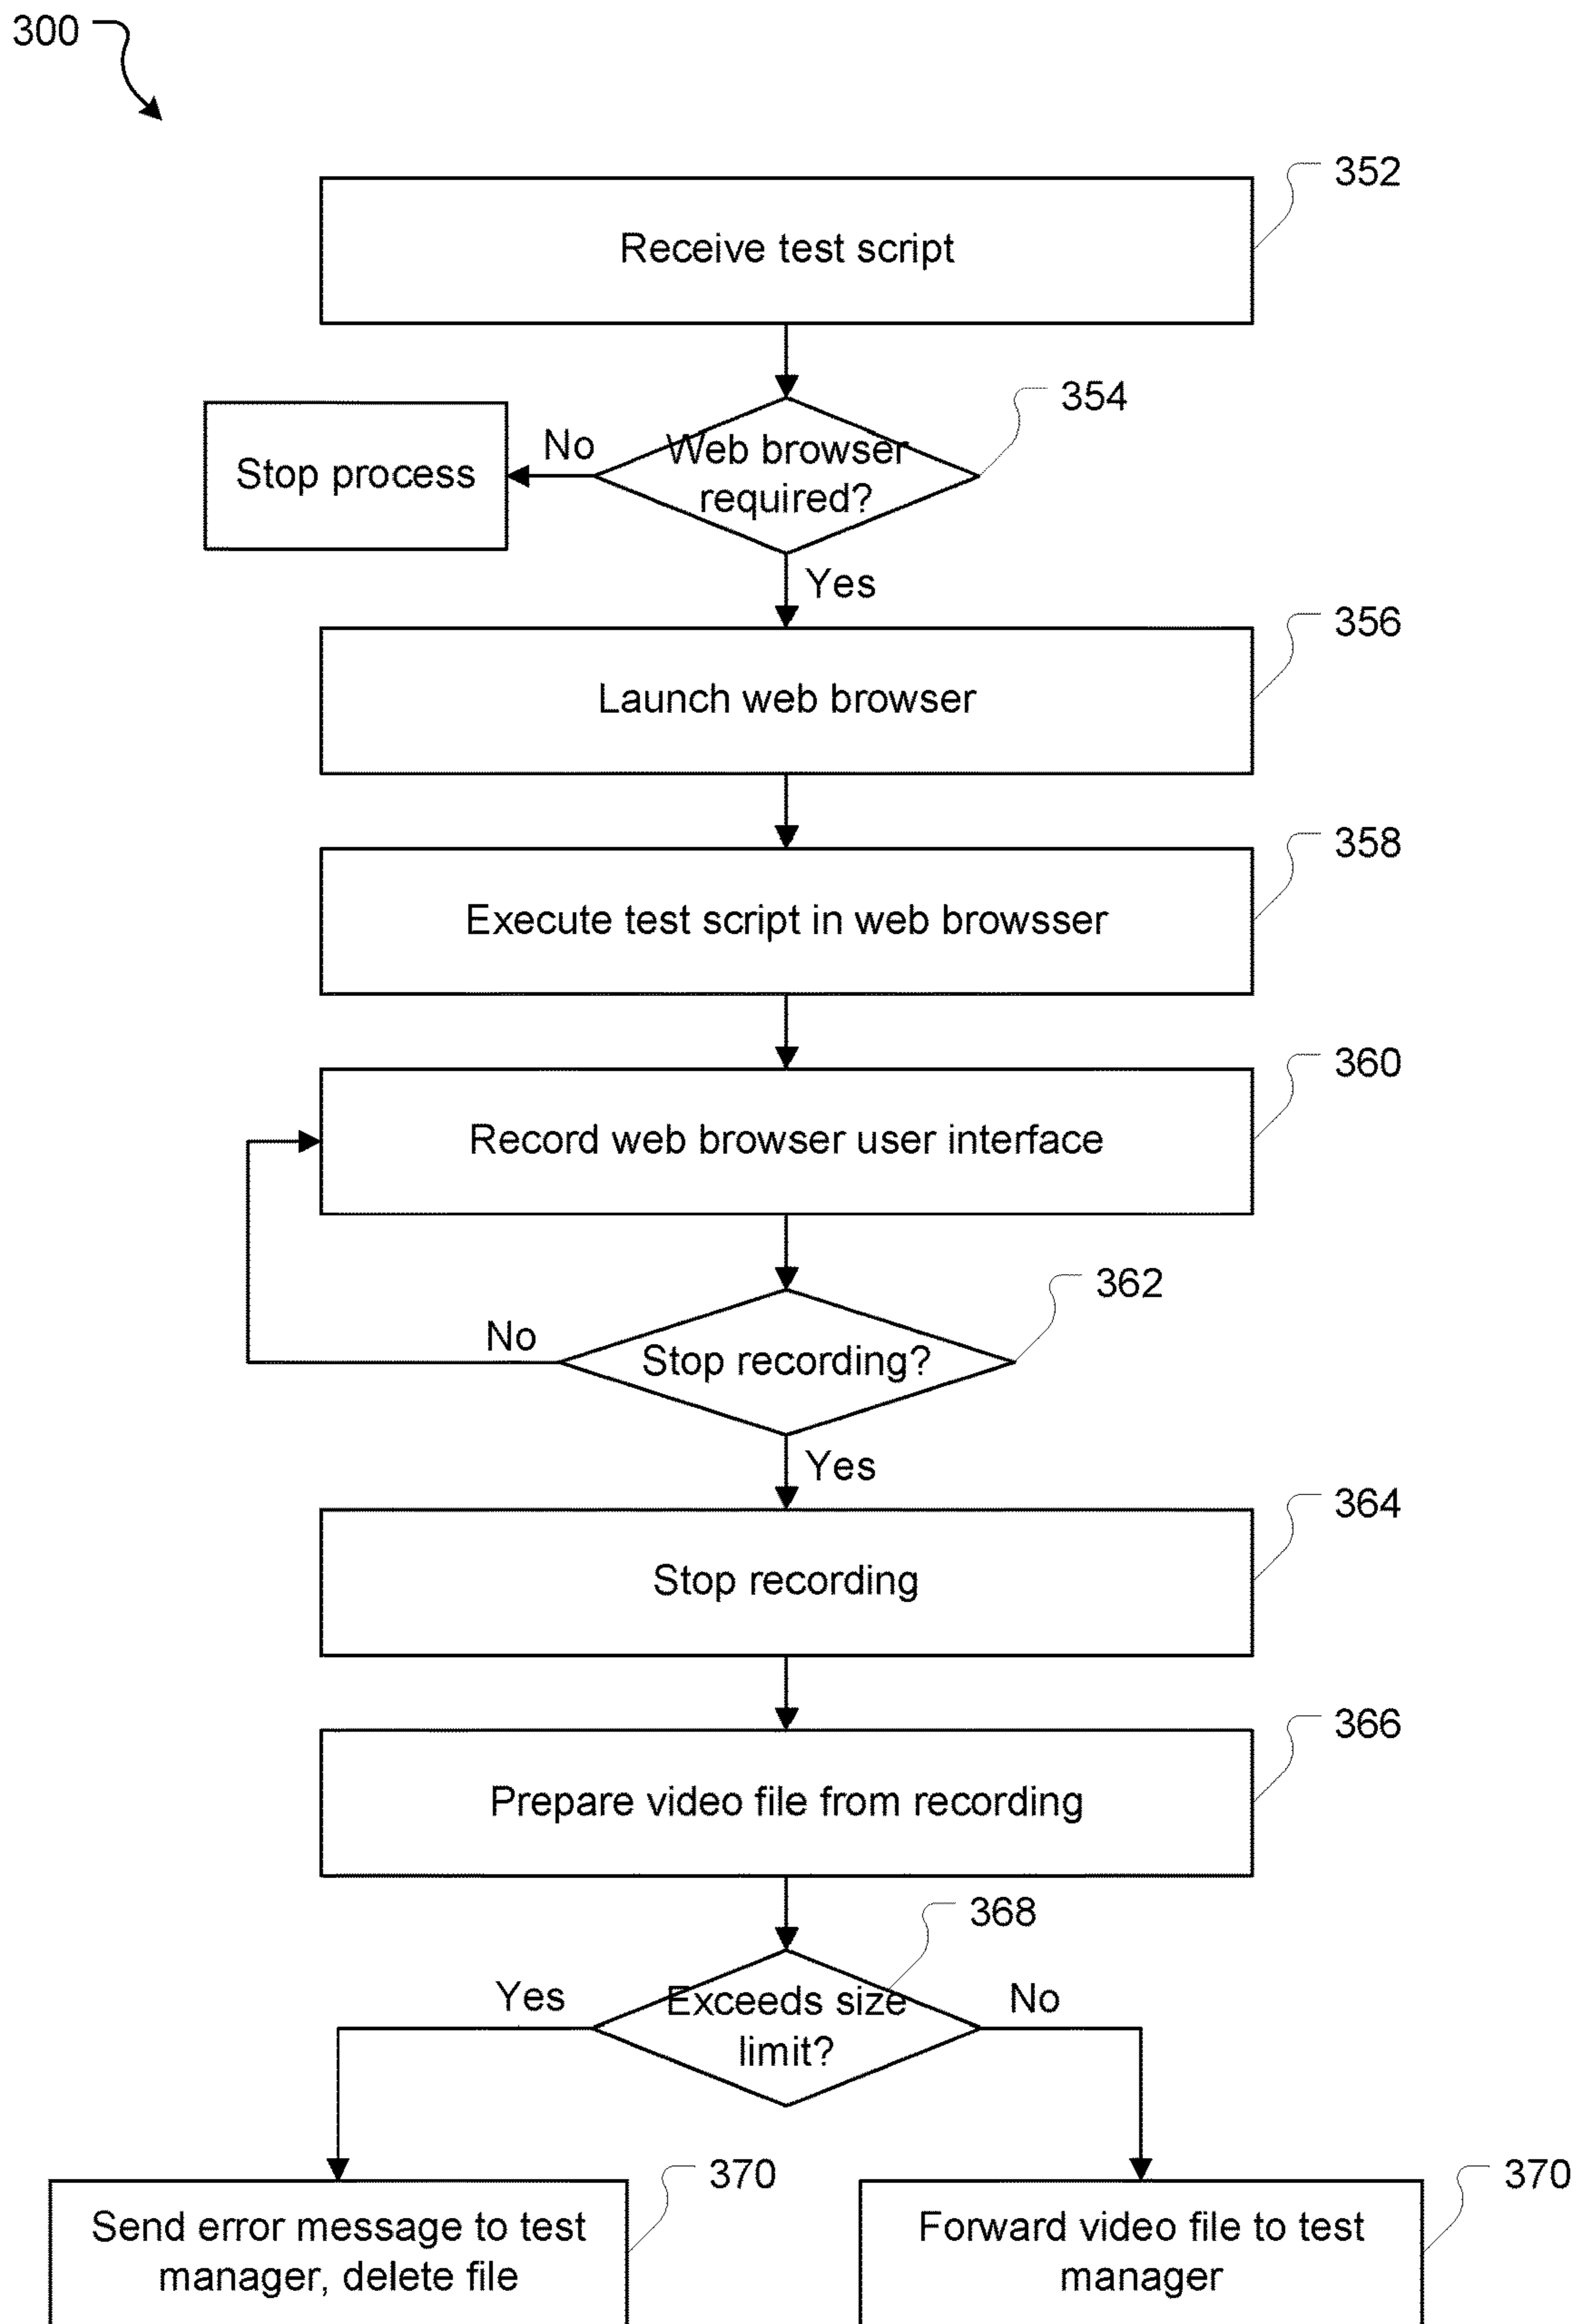 300
352
Receive test script
354
No
Web browser
required?
Stop process
Yes
356
Launch web browser
358
Execute test script in web browsser
360
Record web browser user interface
362
No
Stop recording?
Yes
364
Stop recording
366
Prepare video file from recording
368
Yes
Exceeds size
limit?
No
370
Send error message to test
manager, delete file
370
Forward video file to test
manager